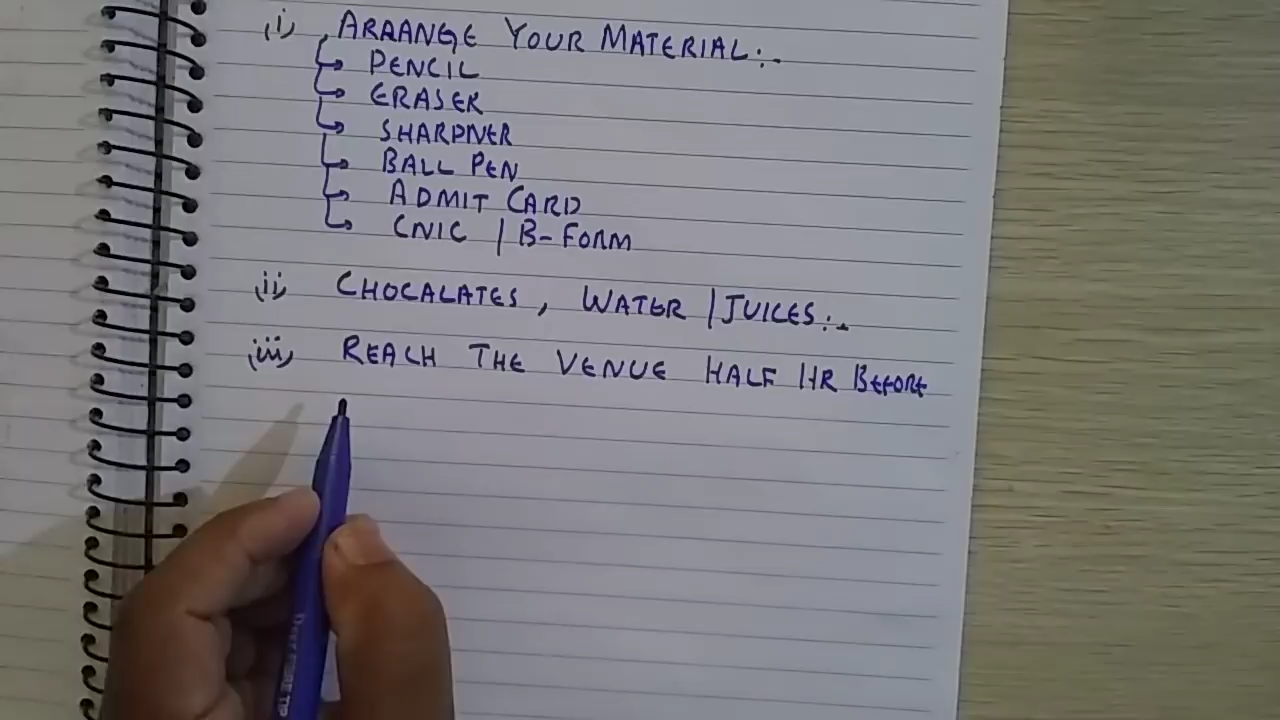 (i) ARAANGE YOUR MATERIAL:-
PENCIL
ERASER
SHARPNER
BALL PEN
ADMIT CARD
CNIC / B-FORM
(ii) CHOCALATES, WATER / JUICES:-
(iii) REACH THE VENUE HALF HR BEFORE